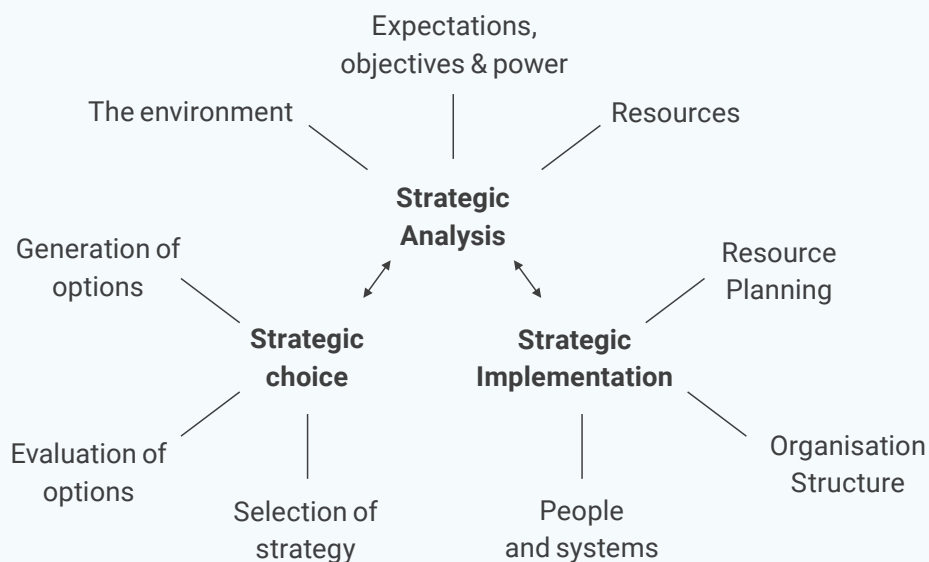 Expectations,
objectives & power
The environment
Resources
Strategic
Analysis
Generation of
options
Resource
Planning
Strategic
choice
Strategic
Implementation
Evaluation of
options
Organisation
Structure
Selection of
strategy
People
and systems